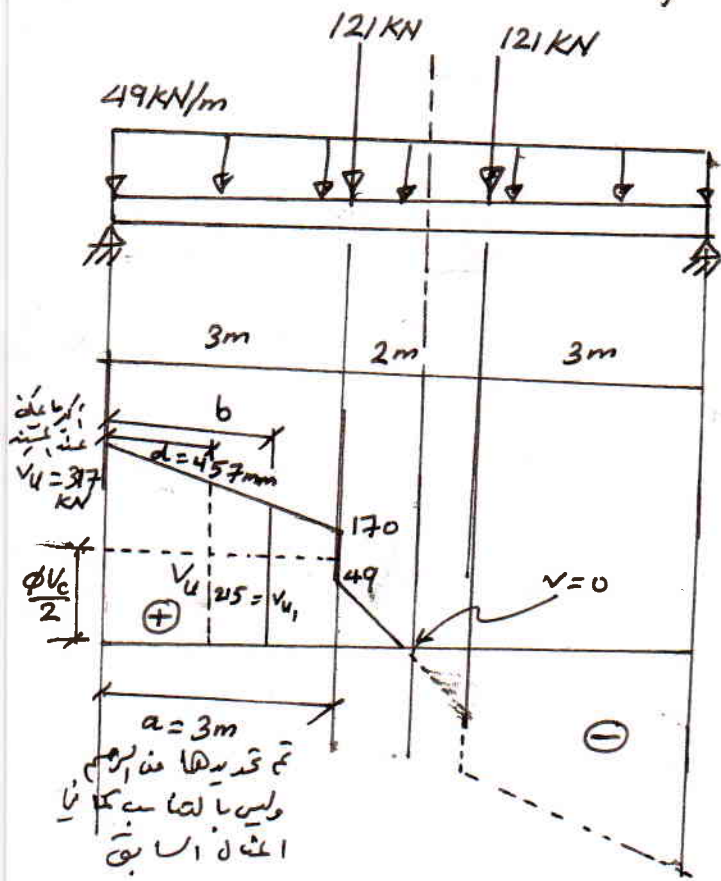 121 KN
121 KN
49 KN/m
3m
2m
3m
b
d = 457mm
Vu = 317
KN
170
49
ϕVc
2
Vu
215 = Vu1
v = 0
+
−
a = 3m
تم تحديدها من الرسم
وليس بالتناسب كما في
المثال السابق